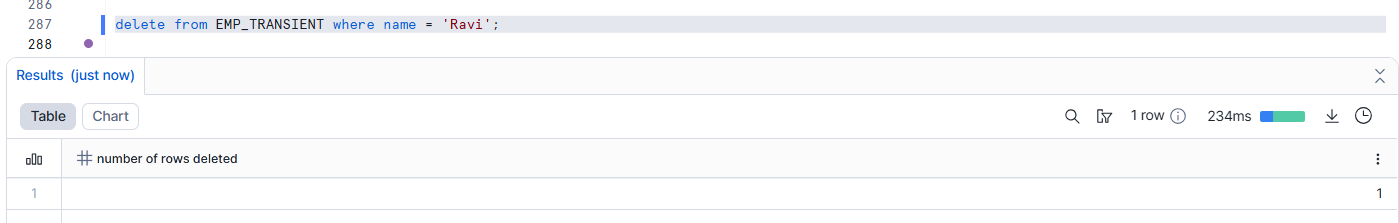 286
287 delete from EMP_TRANSIENT where name = 'Ravi';
288
Results (just now)
Table Chart 1 row 234ms
number of rows deleted
1 1